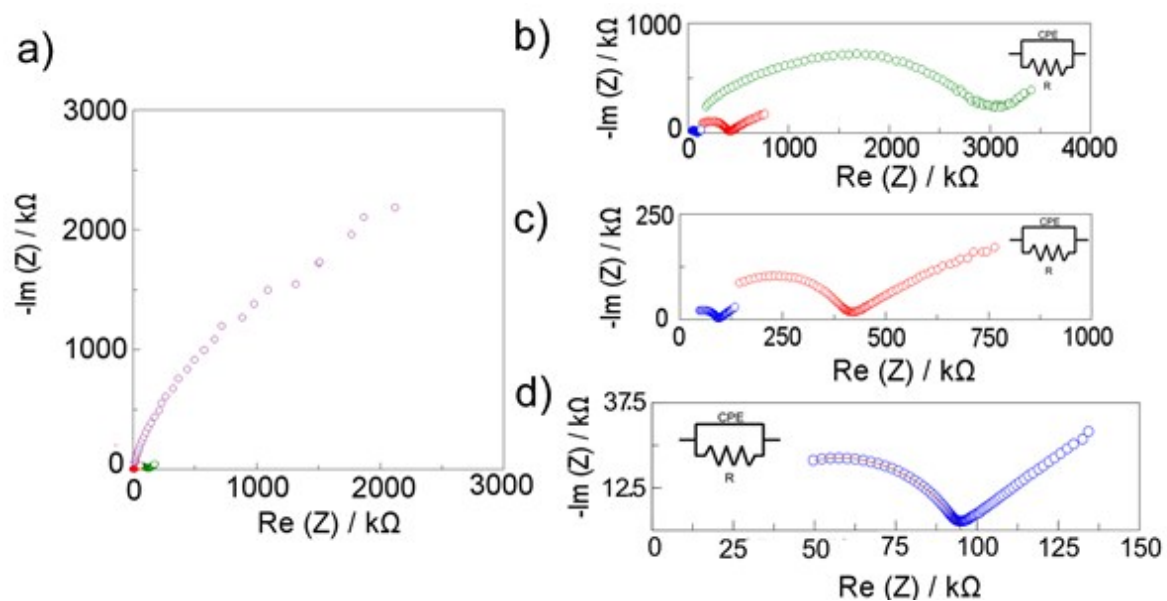 a)
3000
2000
1000
0
-Im (Z) / kΩ
0
1000
2000
3000
Re (Z) / kΩ
b)
1000
0
-Im (Z) / kΩ
CPE
R
0
1000
2000
3000
4000
Re (Z) / kΩ
c)
250
0
-Im (Z) / kΩ
CPE
R
0
250
500
750
1000
Re (Z) / kΩ
d)
37.5
12.5
-Im (Z) / kΩ
CPE
R
0
25
50
75
100
125
150
Re (Z) / kΩ